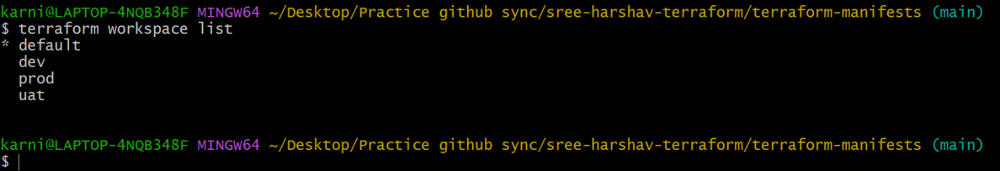 karni@LAPTOP-4NQB348F MINGW64 ~/Desktop/Practice github sync/sree-harshav-terraform/terraform-manifests (main)
$ terraform workspace list
* default
  dev
  prod
  uat
karni@LAPTOP-4NQB348F MINGW64 ~/Desktop/Practice github sync/sree-harshav-terraform/terraform-manifests (main)
$